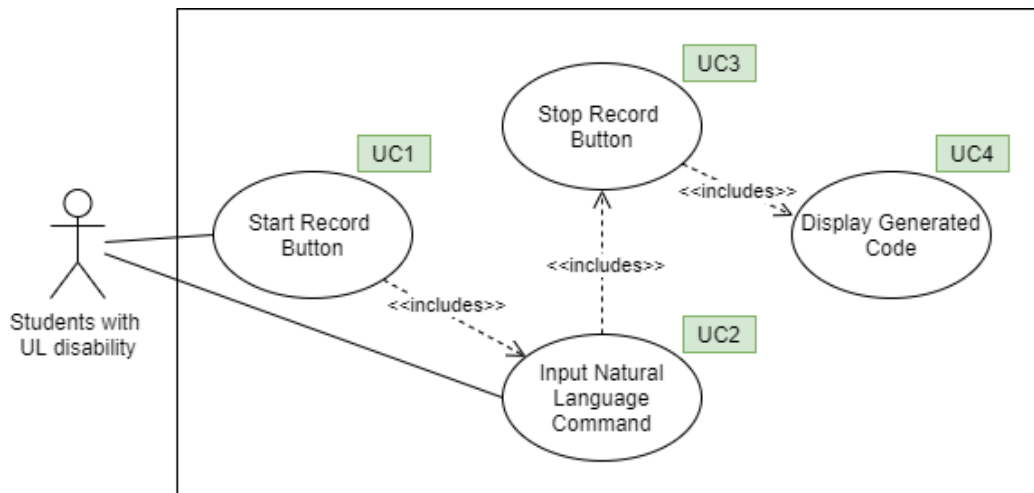 UC3
Stop Record
Button
UC1
UC4
<<includes>>
Start Record
Button
Display Generated
Code
<<includes>>
<<includes>>
Students with
UL disability
UC2
Input Natural
Language
Command